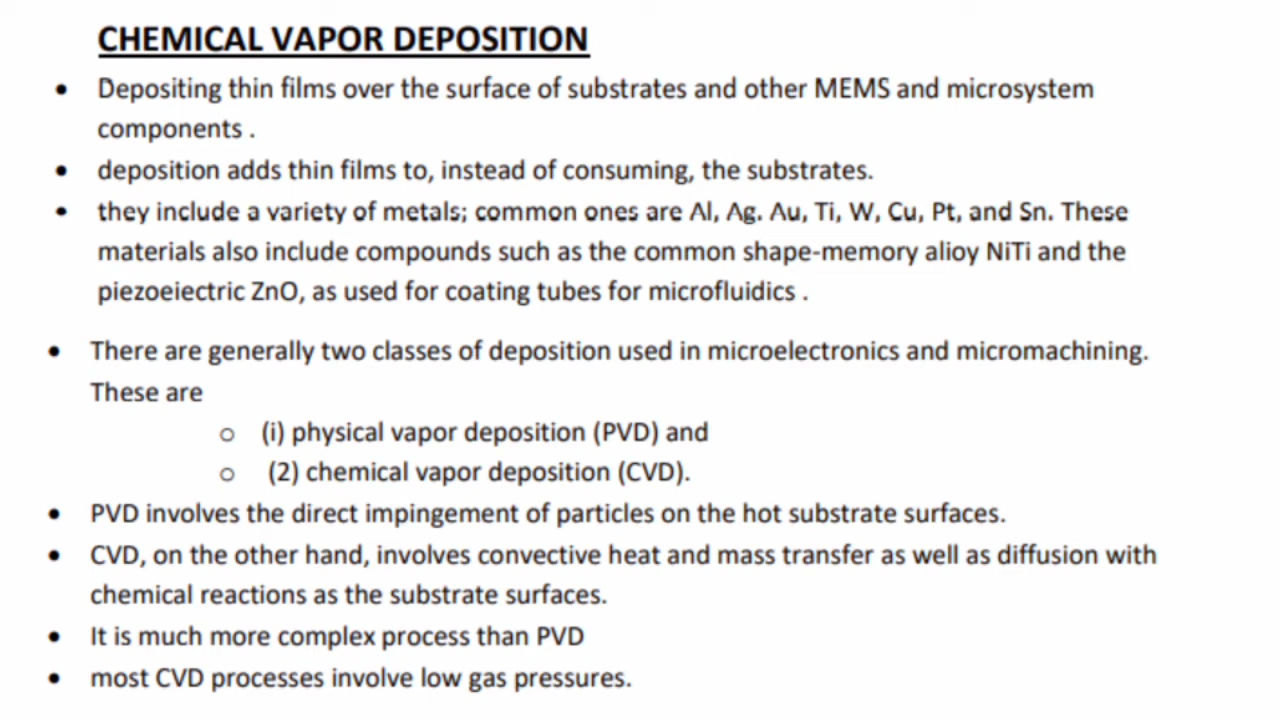 CHEMICAL VAPOR DEPOSITION
• Depositing thin films over the surface of substrates and other MEMS and microsystem
components .
• deposition adds thin films to, instead of consuming, the substrates.
• they include a variety of metals; common ones are Al, Ag. Au, Ti, W, Cu, Pt, and Sn. These
materials also include compounds such as the common shape-memory alioy NiTi and the
piezoeiectric ZnO, as used for coating tubes for microfluidics .
• There are generally two classes of deposition used in microelectronics and micromachining.
These are
o (i) physical vapor deposition (PVD) and
o (2) chemical vapor deposition (CVD).
• PVD involves the direct impingement of particles on the hot substrate surfaces.
• CVD, on the other hand, involves convective heat and mass transfer as well as diffusion with
chemical reactions as the substrate surfaces.
• It is much more complex process than PVD
• most CVD processes involve low gas pressures.